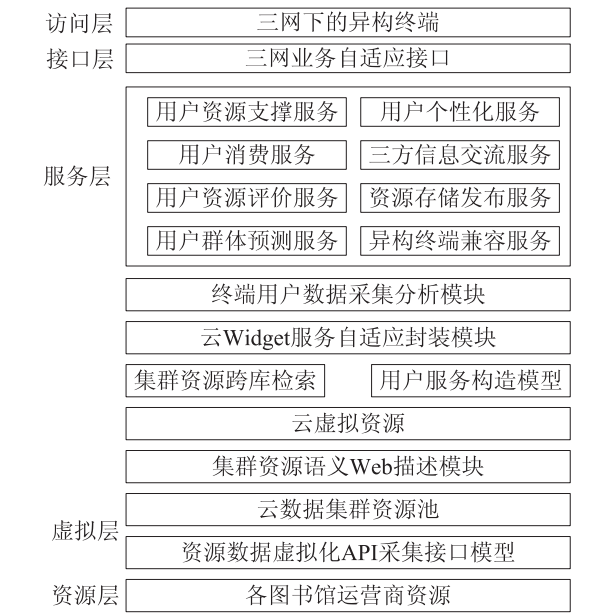 访问层 三网下的异构终端
接口层 三网业务自适应接口
用户资源支撑服务 用户个性化服务
用户消费服务 三方信息交流服务
服务层
用户资源评价服务 资源存储发布服务
用户群体预测服务 异构终端兼容服务
终端用户数据采集分析模块
云Widget服务自适应封装模块
集群资源跨库检索 用户服务构造模型
云虚拟资源
集群资源语义Web描述模块
云数据集群资源池
虚拟层
资源数据虚拟化API采集接口模型
资源层 各图书馆运营商资源